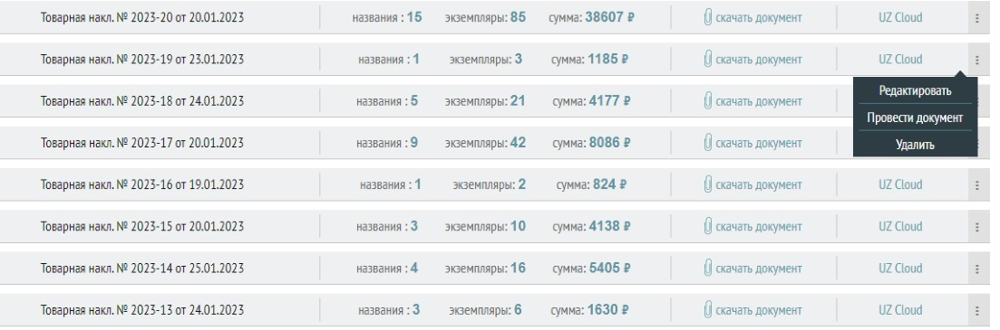 Товарная накл. № 2023-20 от 20.01.2023 названия : 15 экземпляры: 85 сумма: 38607 ₽ скачать документ UZ Cloud
Товарная накл. № 2023-19 от 23.01.2023 названия : 1 экземпляры: 3 сумма: 1185 ₽ скачать документ UZ Cloud
Редактировать
Товарная накл. № 2023-18 от 24.01.2023 названия : 5 экземпляры: 21 сумма: 4177 ₽ скачать документ
Провести документ
Товарная накл. № 2023-17 от 20.01.2023 названия : 9 экземпляры: 42 сумма: 8086 ₽ скачать документ
Удалить
Товарная накл. № 2023-16 от 19.01.2023 названия : 1 экземпляры: 2 сумма: 824 ₽ скачать документ UZ Cloud
Товарная накл. № 2023-15 от 20.01.2023 названия : 3 экземпляры: 10 сумма: 4138 ₽ скачать документ UZ Cloud
Товарная накл. № 2023-14 от 25.01.2023 названия : 4 экземпляры: 16 сумма: 5405 ₽ скачать документ UZ Cloud
Товарная накл. № 2023-13 от 24.01.2023 названия : 3 экземпляры: 6 сумма: 1630 ₽ скачать документ UZ Cloud